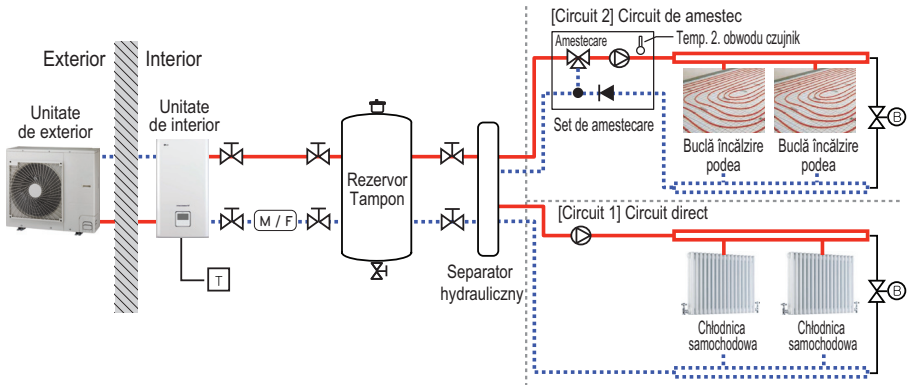 [Circuit 2] Circuit de amestec
Amestecare
Temp. 2. obwodu czujnik
Exterior
Interior
Unitate
de exterior
Unitate
de interior
Set de amestecare
Buclă încălzire
podea
Buclă încălzire
podea
B
Rezervor
Tampon
M / F
T
Separator
hydrauliczny
[Circuit 1] Circuit direct
B
Chłodnica
samochodowa
Chłodnica
samochodowa